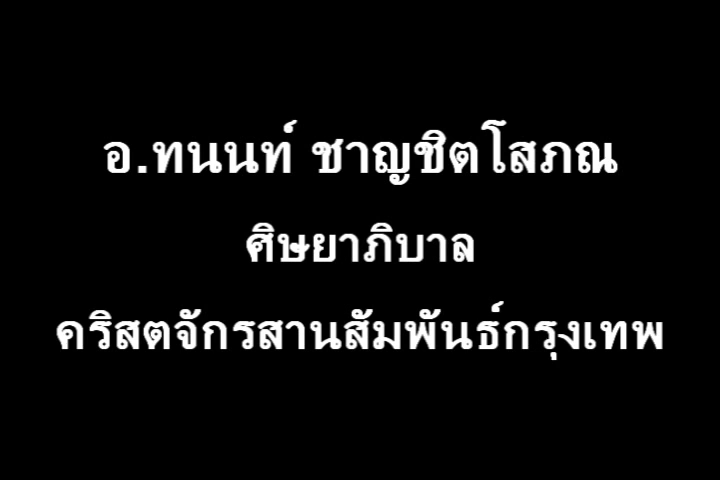 อ.ทนนท์ ชาญชิตโสภณ
ศิษยาภิบาล
คริสตจักรสานสัมพันธ์กรุงเทพ